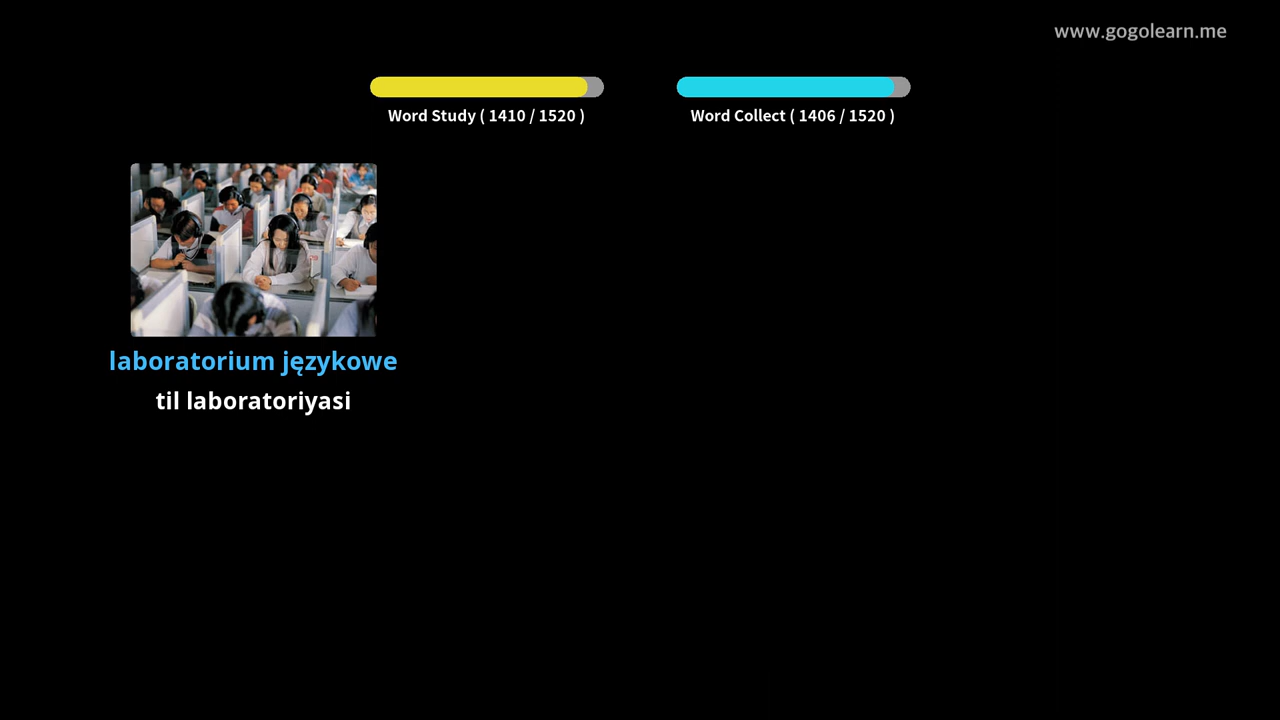 www.gogolearn.me
Word Study ( 1410 / 1520 )
Word Collect ( 1406 / 1520 )
laboratorium językowe
til laboratoriyasi